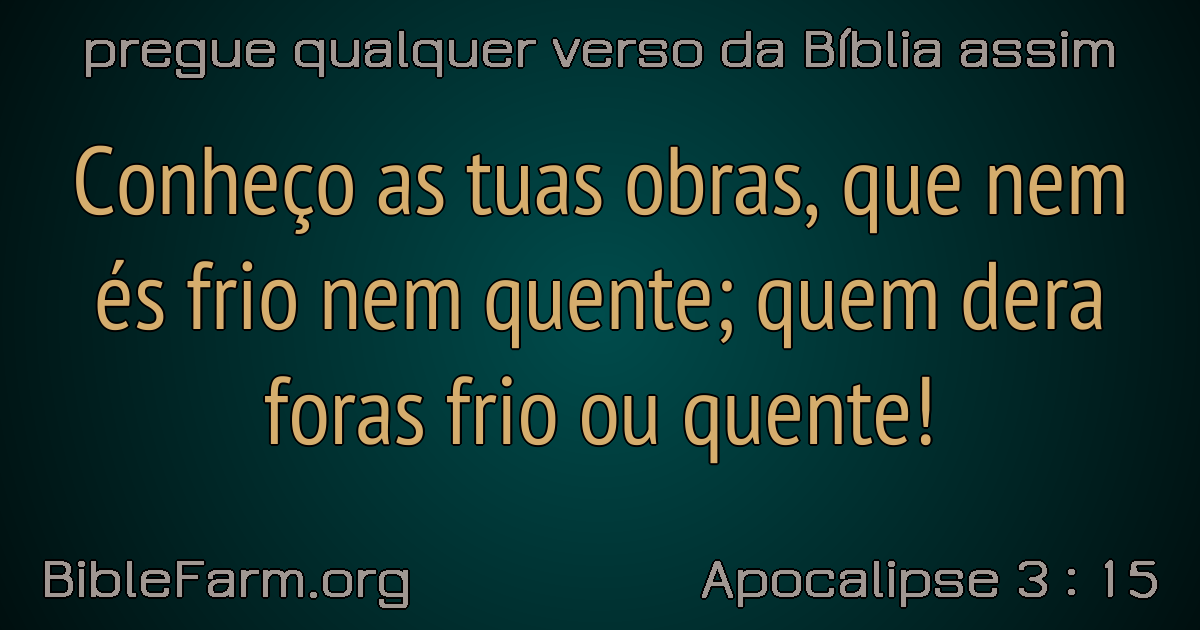 pregue qualquer verso da Bíblia assim
Conheço as tuas obras, que nem
és frio nem quente; quem dera
foras frio ou quente!
BibleFarm.org
Apocalipse 3 : 15